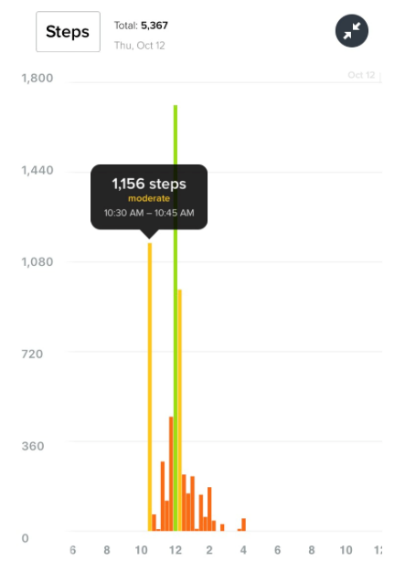 Steps
Total: 5,367
Thu, Oct 12
Oct 12
1,800
1,440
1,156 steps
moderate
10:30 AM – 10:45 AM
1,080
720
360
0
6 8 10 12 2 4 6 8 10